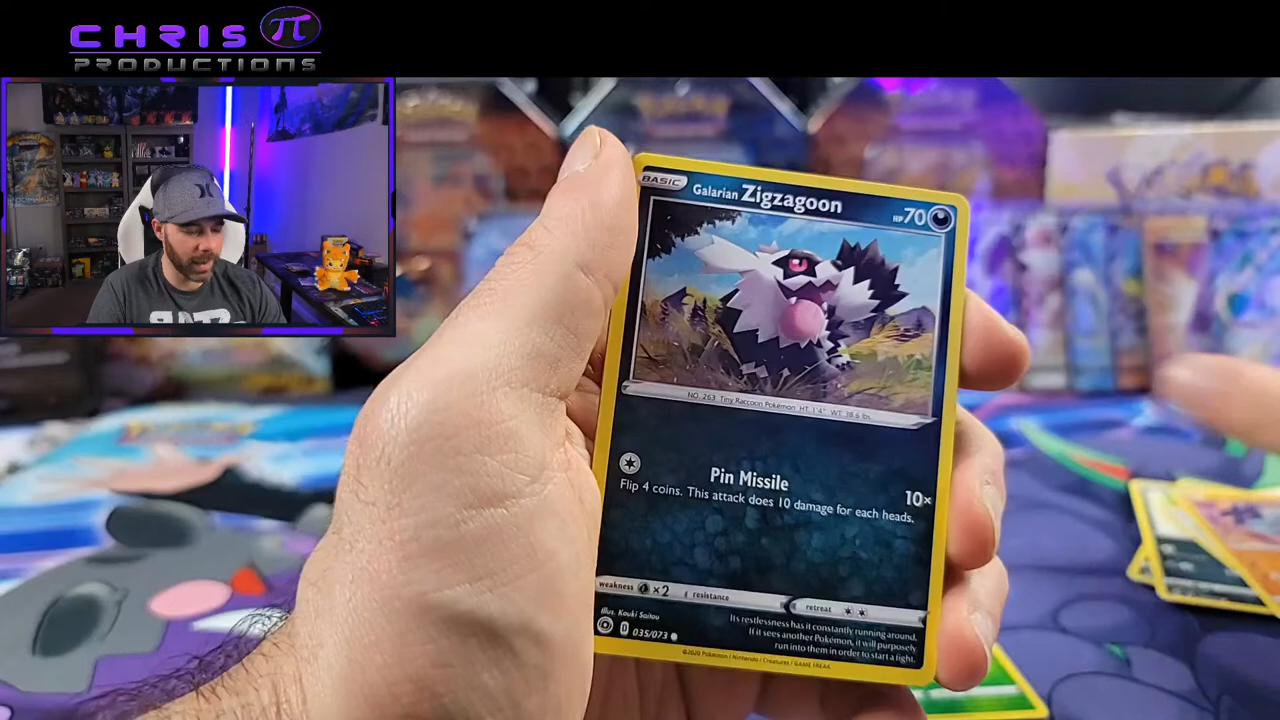 CHRIS π
PRODUCTIONS
BASIC Galarian Zigzagoon HP 70
NO. 263 Tiny Raccoon Pokémon HT: 1'4" WT: 38.6 lbs.
Pin Missile 10×
Flip 4 coins. This attack does 10 damage for each heads.
weakness ×2 resistance retreat
Illus. Kouki Saitou
D 035/073
Its restlessness has it constantly running around.
If it sees another Pokémon, it will purposely
run into them in order to start a fight.
©2020 Pokémon / Nintendo / Creatures / GAME FREAK